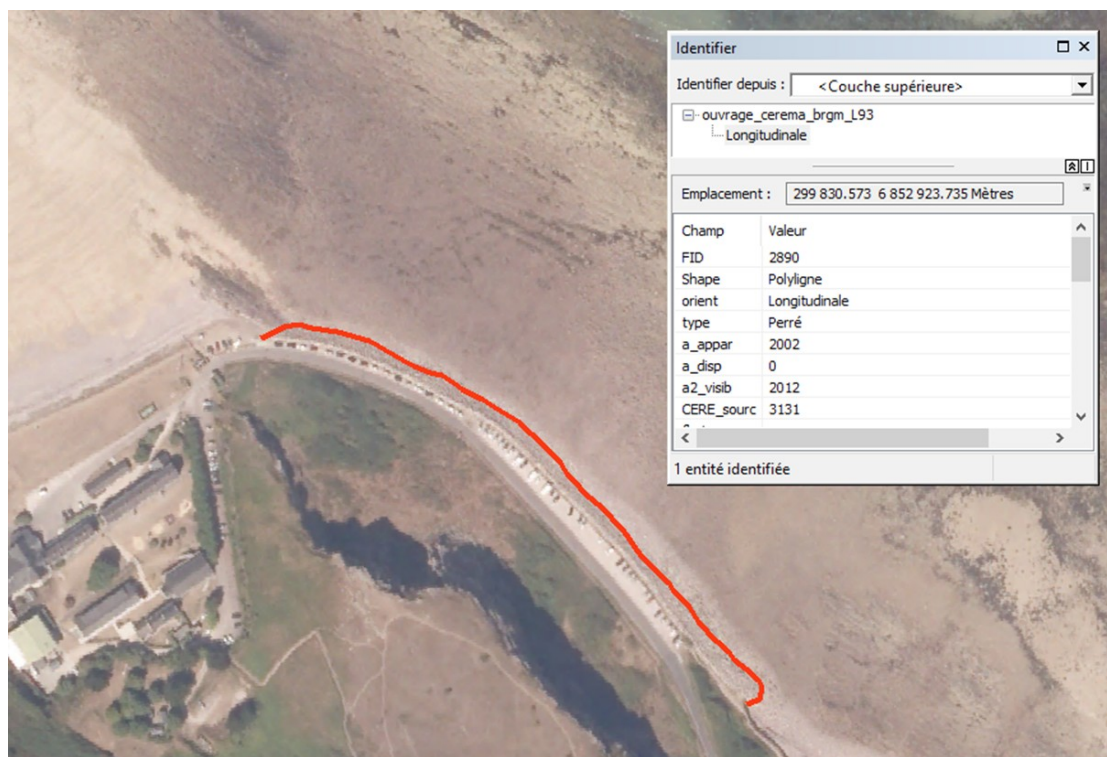 Identifier
Identifier depuis : <Couche supérieure>
ouvrage_cerema_brgm_L93
Longitudinale
Emplacement : 299 830.573 6 852 923.735 Mètres
Champ Valeur
FID 2890
Shape Polyligne
orient Longitudinale
type Perré
a_appar 2002
a_disp 0
a2_visib 2012
CERE_sourc 3131
1 entité identifiée